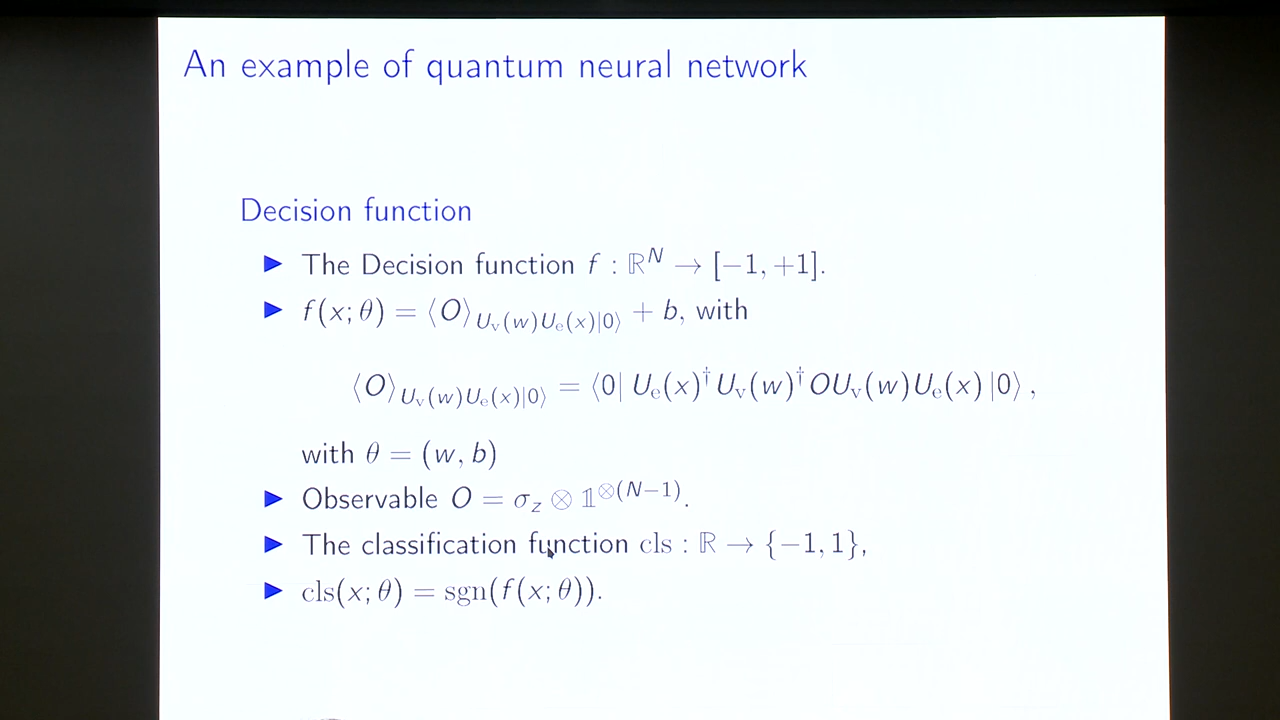 An example of quantum neural network
Decision function
▶ The Decision function f : ℝᴺ → [−1, +1].
▶ f(x; θ) = ⟨O⟩_{U_v(w)U_e(x)|0⟩} + b, with
⟨O⟩_{U_v(w)U_e(x)|0⟩} = ⟨0| U_e(x)†U_v(w)†OU_v(w)U_e(x) |0⟩ ,
with θ = (w, b)
▶ Observable O = σ_z ⊗ 𝟙^{⊗(N−1)}.
▶ The classification function cls : ℝ → {−1, 1},
▶ cls(x; θ) = sgn(f(x; θ)).